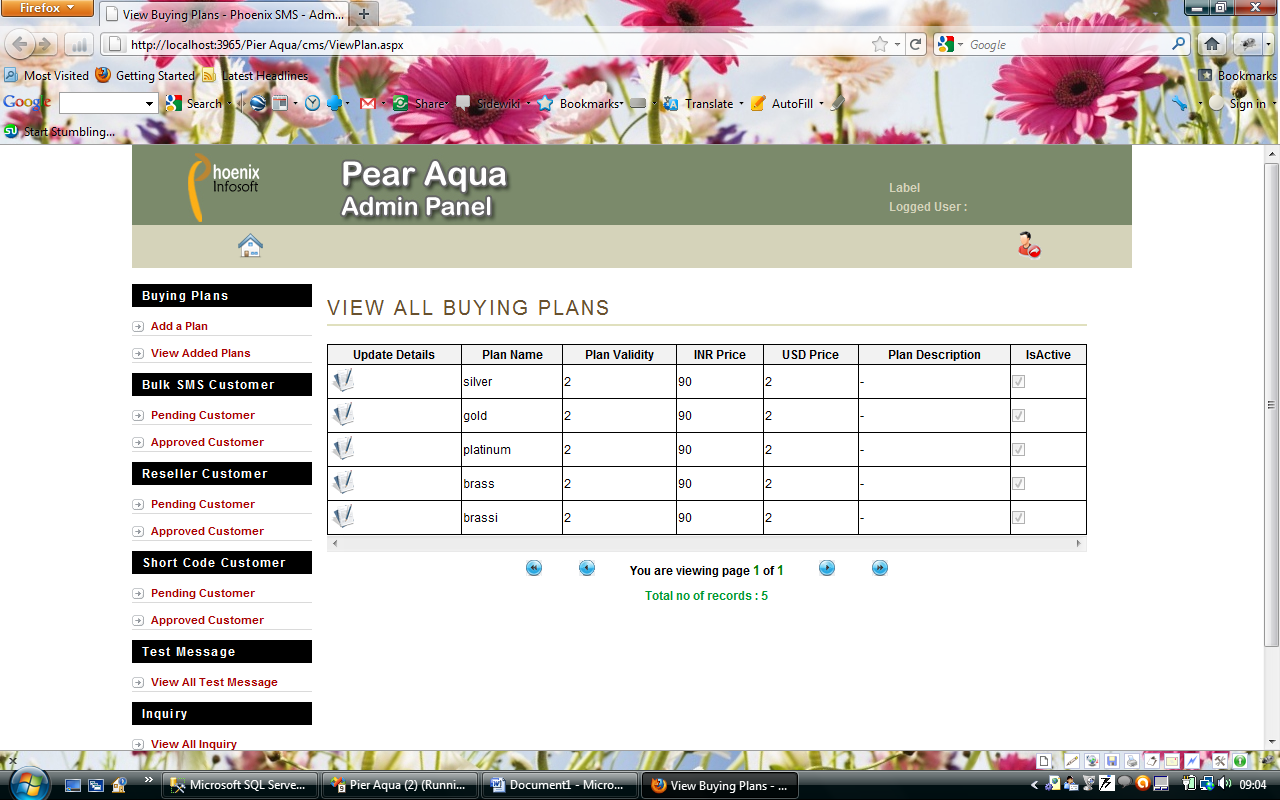 Firefox
View Buying Plans - Phoenix SMS - Adm...
http://localhost:3965/Pier Aqua/cms/ViewPlan.aspx
Google
Most Visited Getting Started Latest Headlines Bookmarks
Google Search Share Sidewiki Bookmarks Translate AutoFill Sign in
Start Stumbling...
Phoenix
Infosoft
Pear Aqua
Admin Panel
Label
Logged User :
Buying Plans
Add a Plan
View Added Plans
Bulk SMS Customer
Pending Customer
Approved Customer
Reseller Customer
Pending Customer
Approved Customer
Short Code Customer
Pending Customer
Approved Customer
Test Message
View All Test Message
Inquiry
View All Inquiry
VIEW ALL BUYING PLANS
Update Details Plan Name Plan Validity INR Price USD Price Plan Description IsActive
silver 2 90 2 -
gold 2 90 2 -
platinum 2 90 2 -
brass 2 90 2 -
brassi 2 90 2 -
You are viewing page 1 of 1
Total no of records : 5
Microsoft SQL Serve... Pier Aqua (2) (Runni... Document1 - Micro... View Buying Plans - ... 09:04